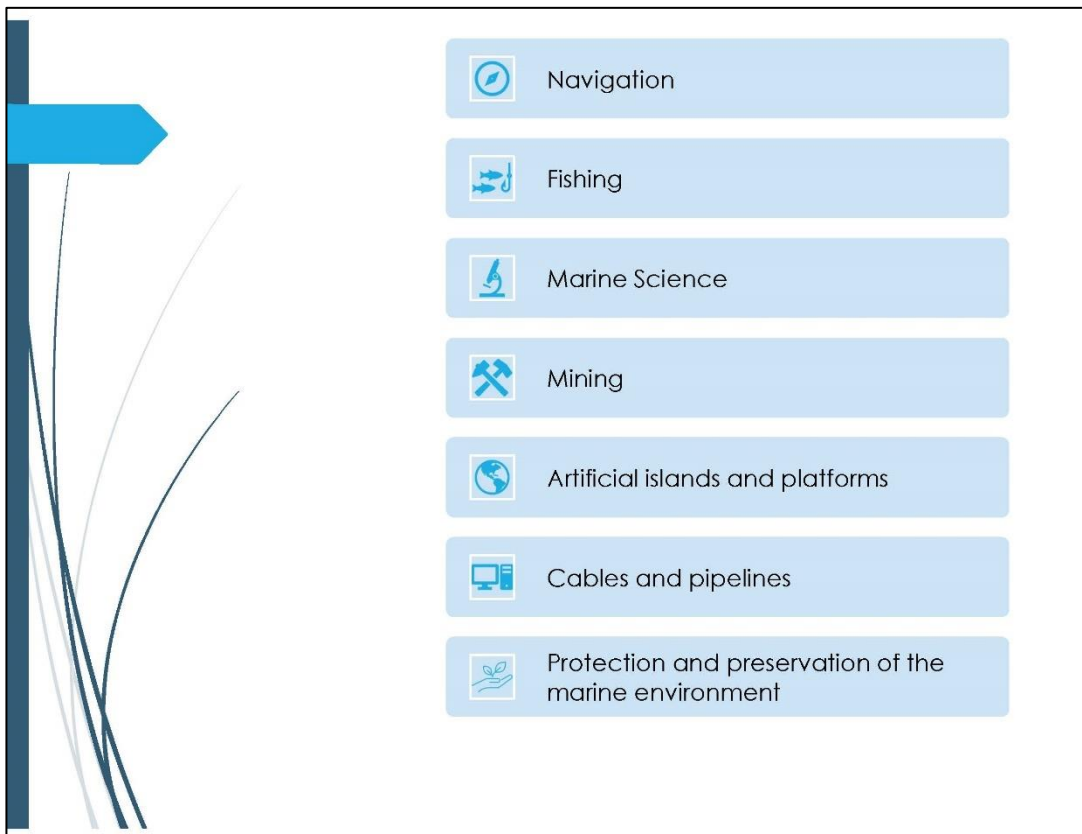 Navigation
Fishing
Marine Science
Mining
Artificial islands and platforms
Cables and pipelines
Protection and preservation of the
marine environment